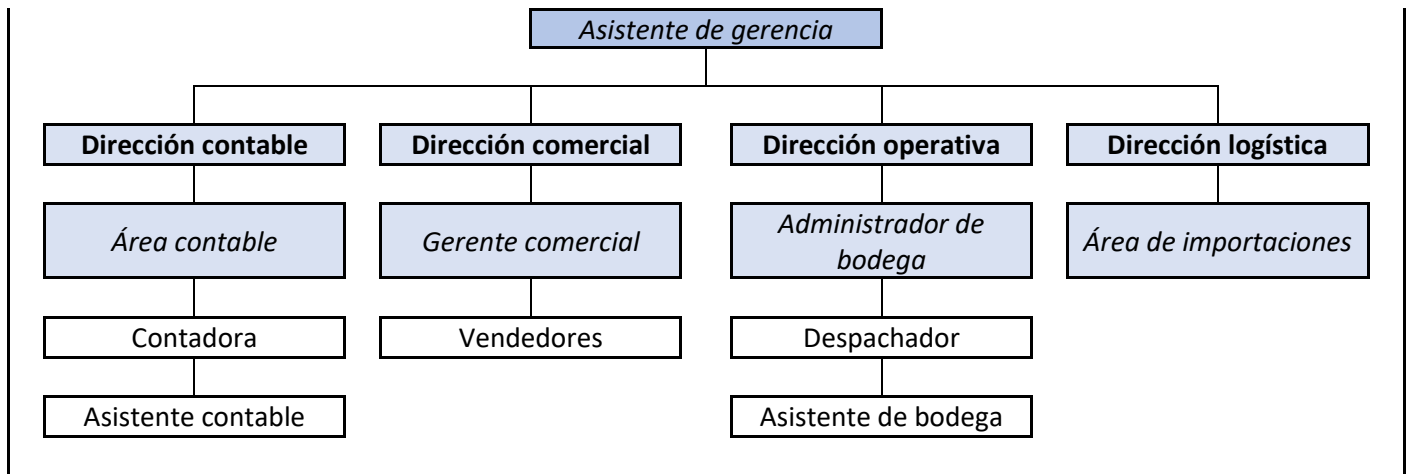 Asistente de gerencia
Dirección contable
Dirección comercial
Dirección operativa
Dirección logística
Área contable
Gerente comercial
Administrador de
bodega
Área de importaciones
Contadora
Vendedores
Despachador
Asistente contable
Asistente de bodega